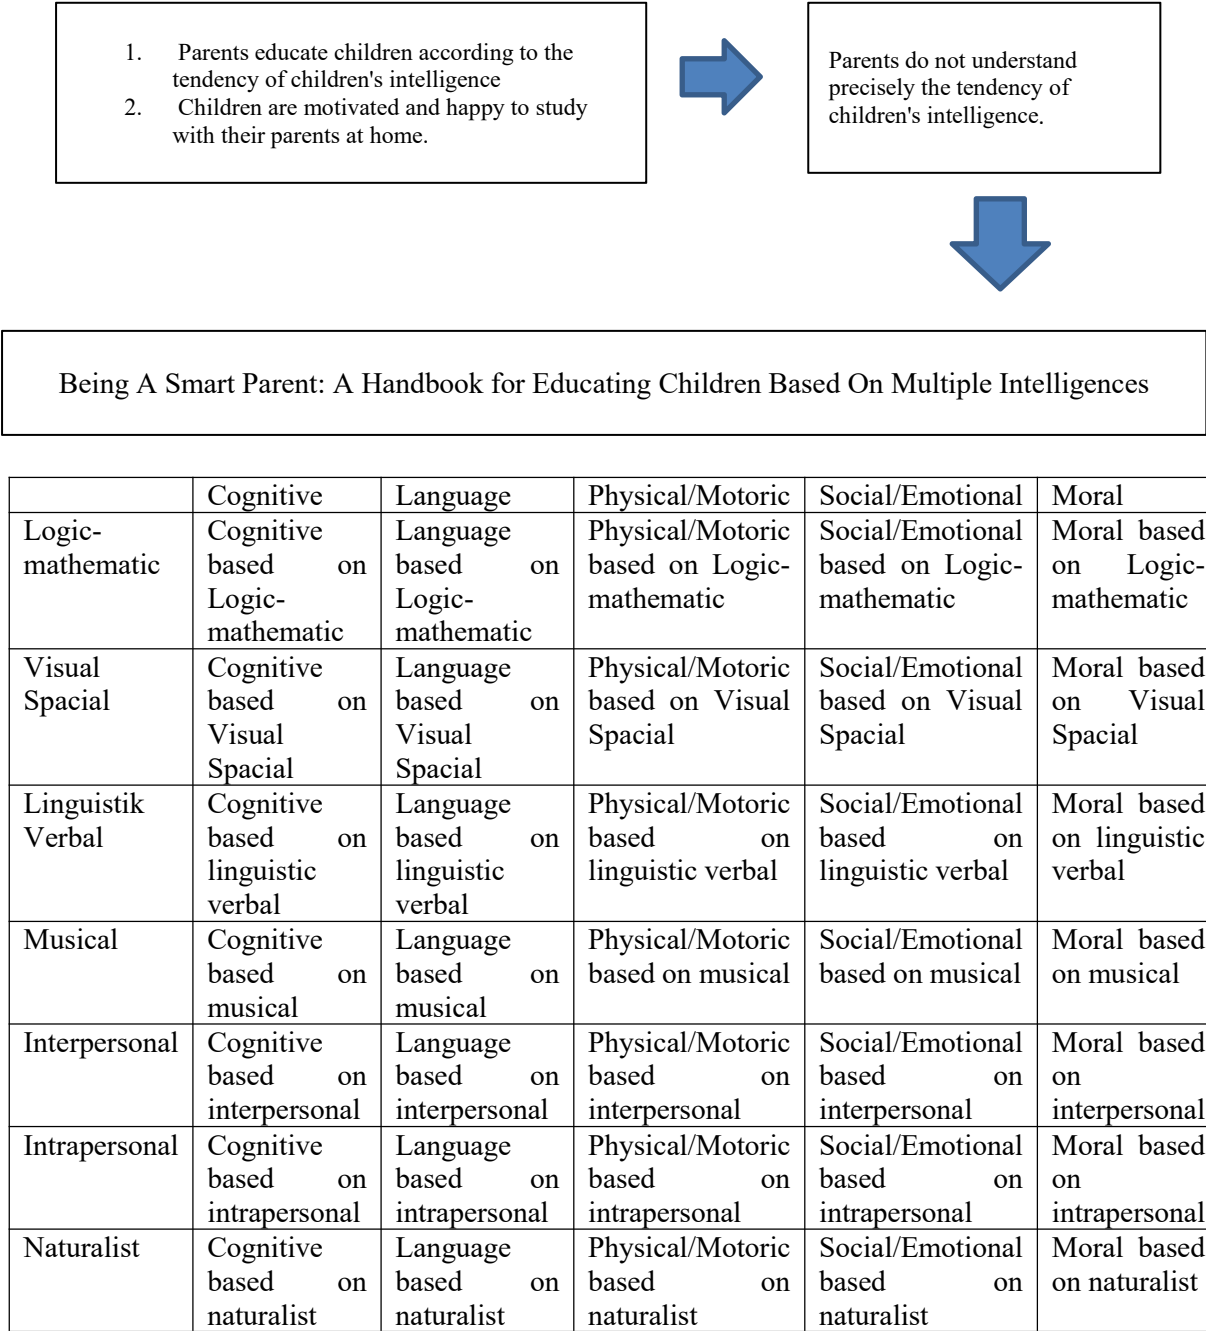 1. Parents educate children according to the
tendency of children's intelligence
2. Children are motivated and happy to study
with their parents at home.
Parents do not understand
precisely the tendency of
children's intelligence.
Being A Smart Parent: A Handbook for Educating Children Based On Multiple Intelligences
Cognitive
Language
Physical/Motoric
Social/Emotional
Moral
Logic-
mathematic
Cognitive
based on
Logic-
mathematic
Language
based on
Logic-
mathematic
Physical/Motoric
based on Logic-
mathematic
Social/Emotional
based on Logic-
mathematic
Moral based
on Logic-
mathematic
Visual
Spacial
Cognitive
based on
Visual
Spacial
Language
based on
Visual
Spacial
Physical/Motoric
based on Visual
Spacial
Social/Emotional
based on Visual
Spacial
Moral based
on Visual
Spacial
Linguistik
Verbal
Cognitive
based on
linguistic
verbal
Language
based on
linguistic
verbal
Physical/Motoric
based on
linguistic verbal
Social/Emotional
based on
linguistic verbal
Moral based
on linguistic
verbal
Musical
Cognitive
based on
musical
Language
based on
musical
Physical/Motoric
based on musical
Social/Emotional
based on musical
Moral based
on musical
Interpersonal
Cognitive
based on
interpersonal
Language
based on
interpersonal
Physical/Motoric
based on
interpersonal
Social/Emotional
based on
interpersonal
Moral based
on
interpersonal
Intrapersonal
Cognitive
based on
intrapersonal
Language
based on
intrapersonal
Physical/Motoric
based on
intrapersonal
Social/Emotional
based on
intrapersonal
Moral based
on
intrapersonal
Naturalist
Cognitive
based on
naturalist
Language
based on
naturalist
Physical/Motoric
based on
naturalist
Social/Emotional
based on
naturalist
Moral based
on naturalist